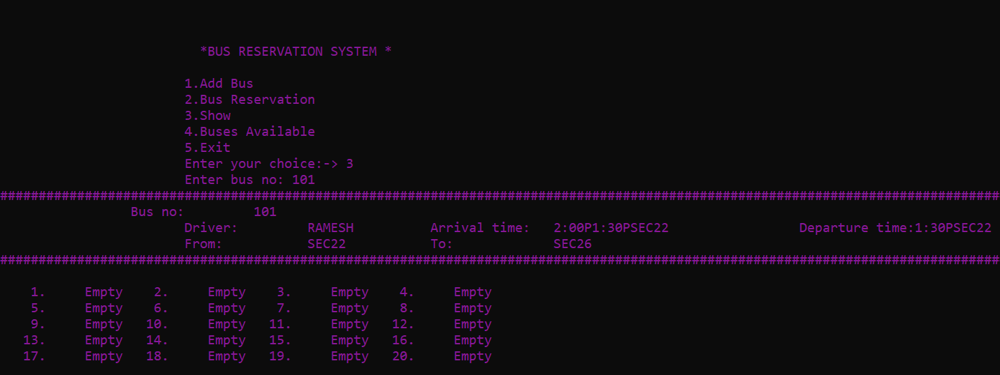 *BUS RESERVATION SYSTEM *
1.Add Bus
2.Bus Reservation
3.Show
4.Buses Available
5.Exit
Enter your choice:-> 3
Enter bus no: 101
##################################################################################################################################
Bus no: 101
Driver: RAMESH Arrival time: 2:00P1:30PSEC22 Departure time:1:30PSEC22
From: SEC22 To: SEC26
##################################################################################################################################
1. Empty 2. Empty 3. Empty 4. Empty
5. Empty 6. Empty 7. Empty 8. Empty
9. Empty 10. Empty 11. Empty 12. Empty
13. Empty 14. Empty 15. Empty 16. Empty
17. Empty 18. Empty 19. Empty 20. Empty